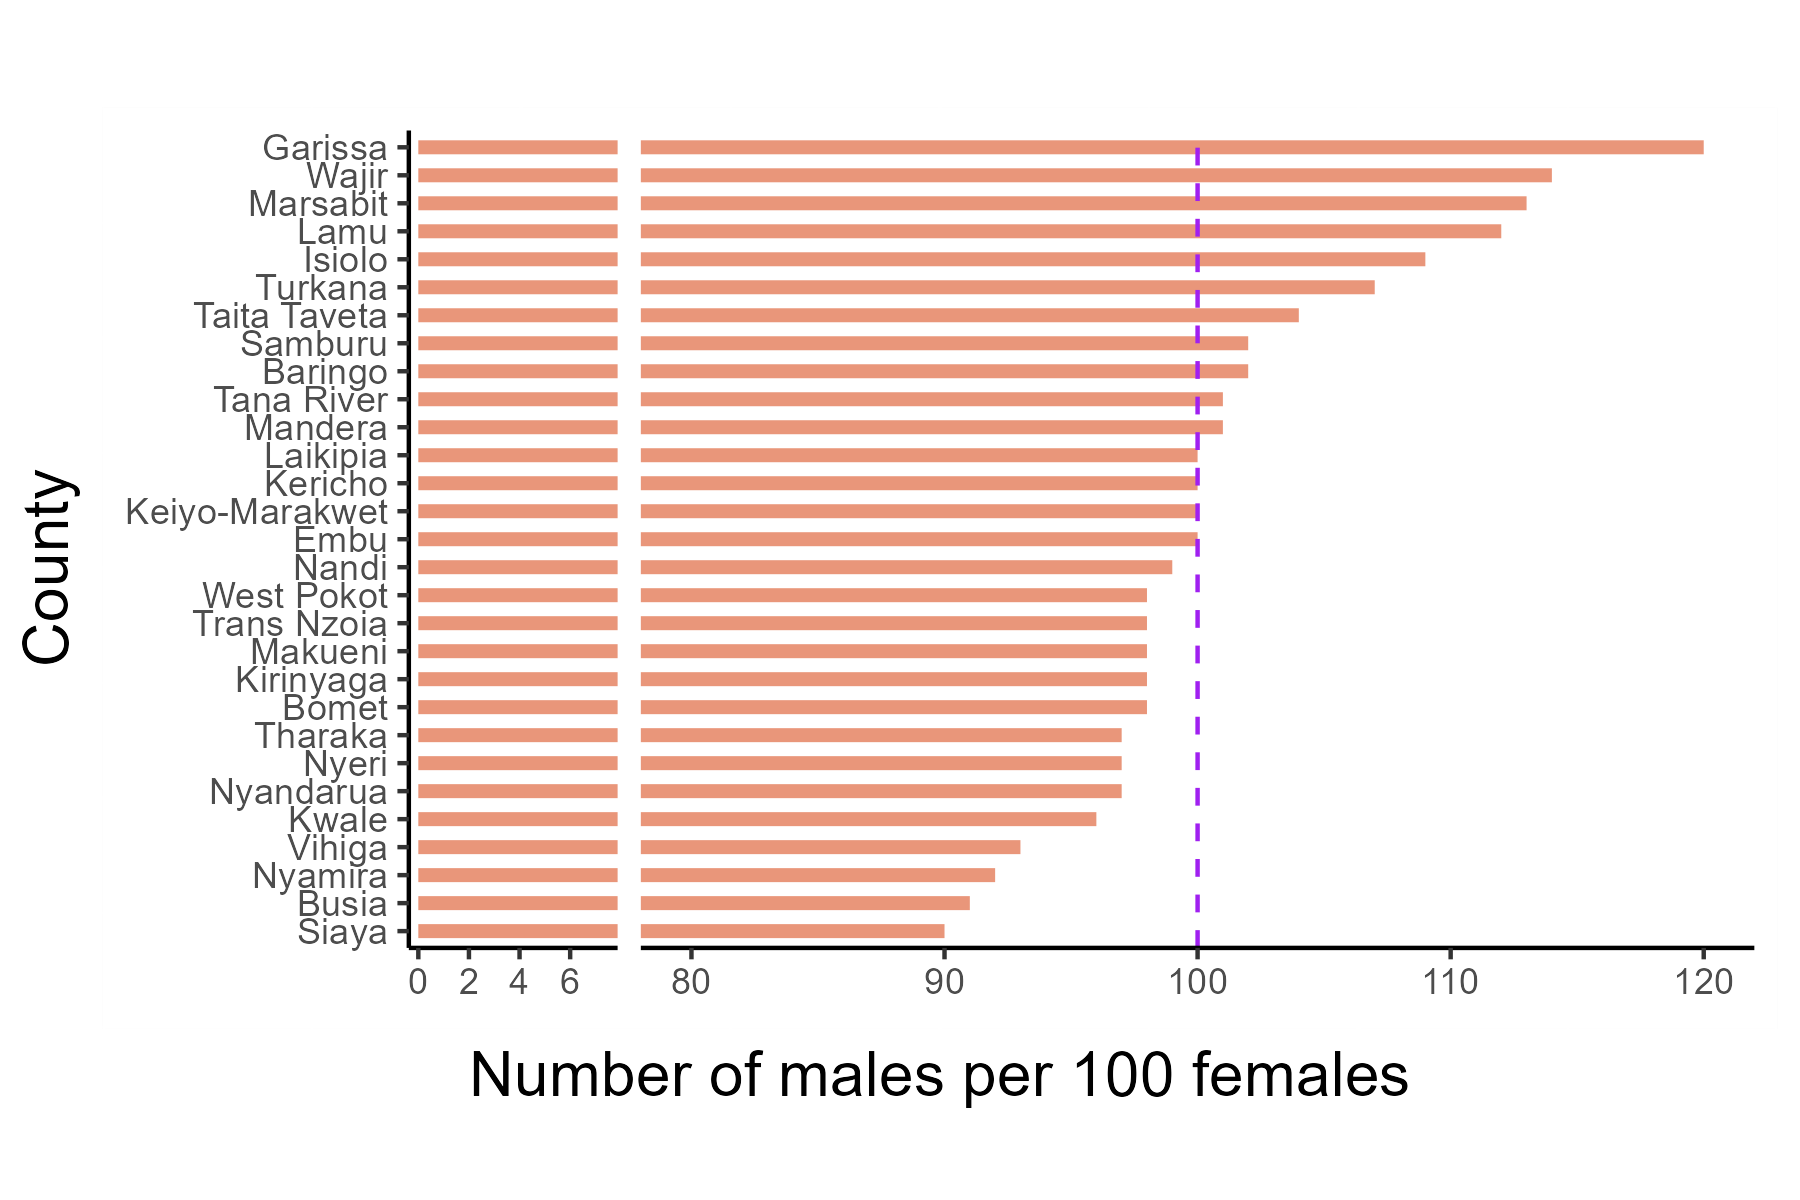 Garissa
Wajir
Marsabit
Lamu
Isiolo
Turkana
Taita Taveta
Samburu
Baringo
Tana River
Mandera
Laikipia
Kericho
Keiyo-Marakwet
Embu
Nandi
West Pokot
Trans Nzoia
Makueni
Kirinyaga
Bomet
Tharaka
Nyeri
Nyandarua
Kwale
Vihiga
Nyamira
Busia
Siaya
County
0 2 4 6 80 90 100 110 120
Number of males per 100 females